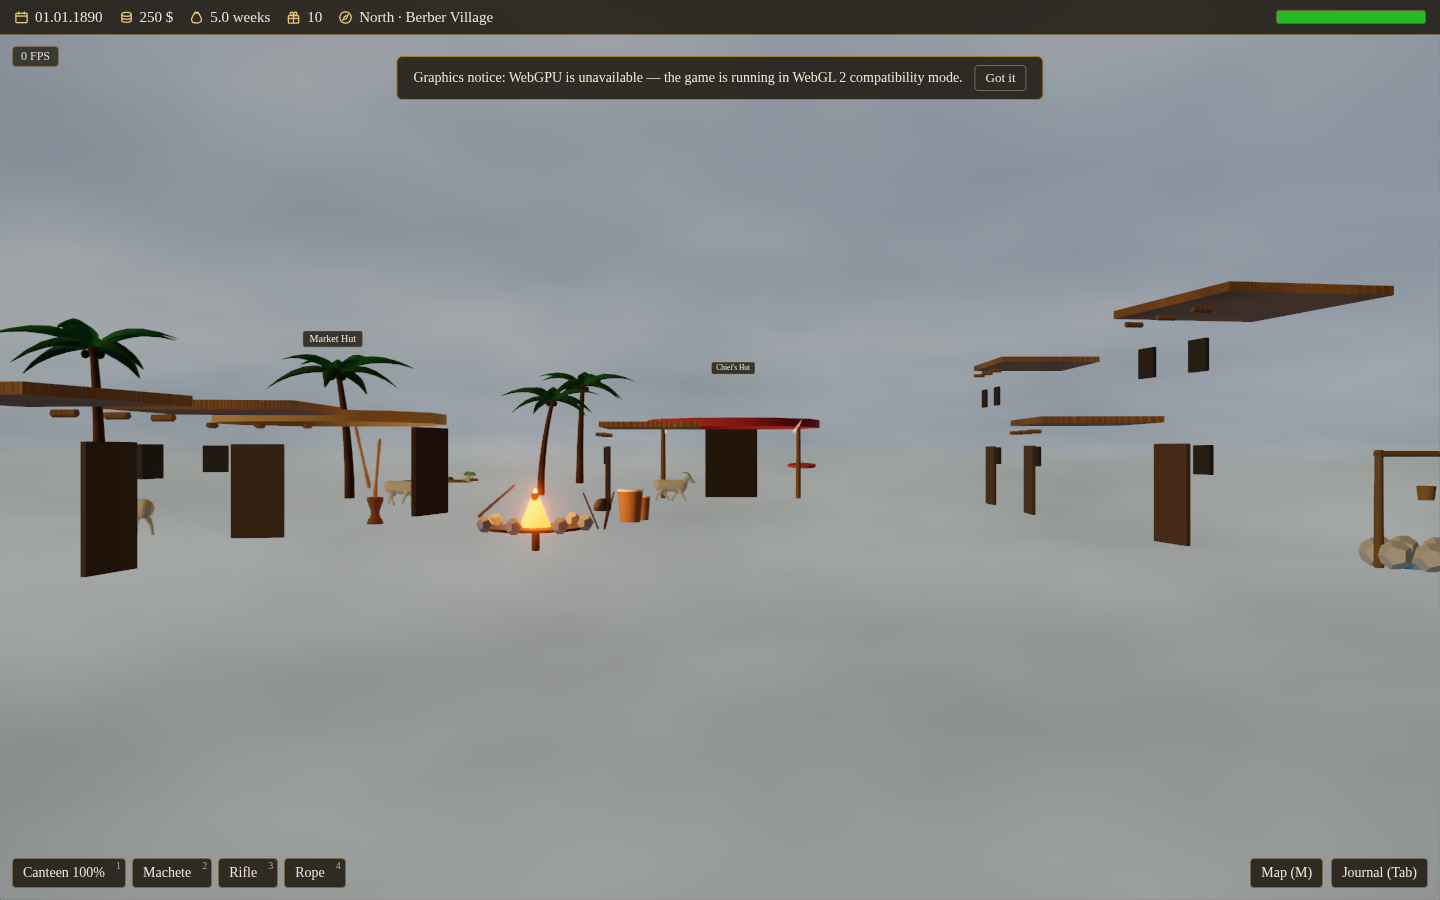 01.01.1890 250 $ 5.0 weeks 10 North · Berber Village
0 FPS
Graphics notice: WebGPU is unavailable — the game is running in WebGL 2 compatibility mode. Got it
Market Hut
Chief's Hut
Canteen 100% 1 Machete 2 Rifle 3 Rope 4
Map (M) Journal (Tab)